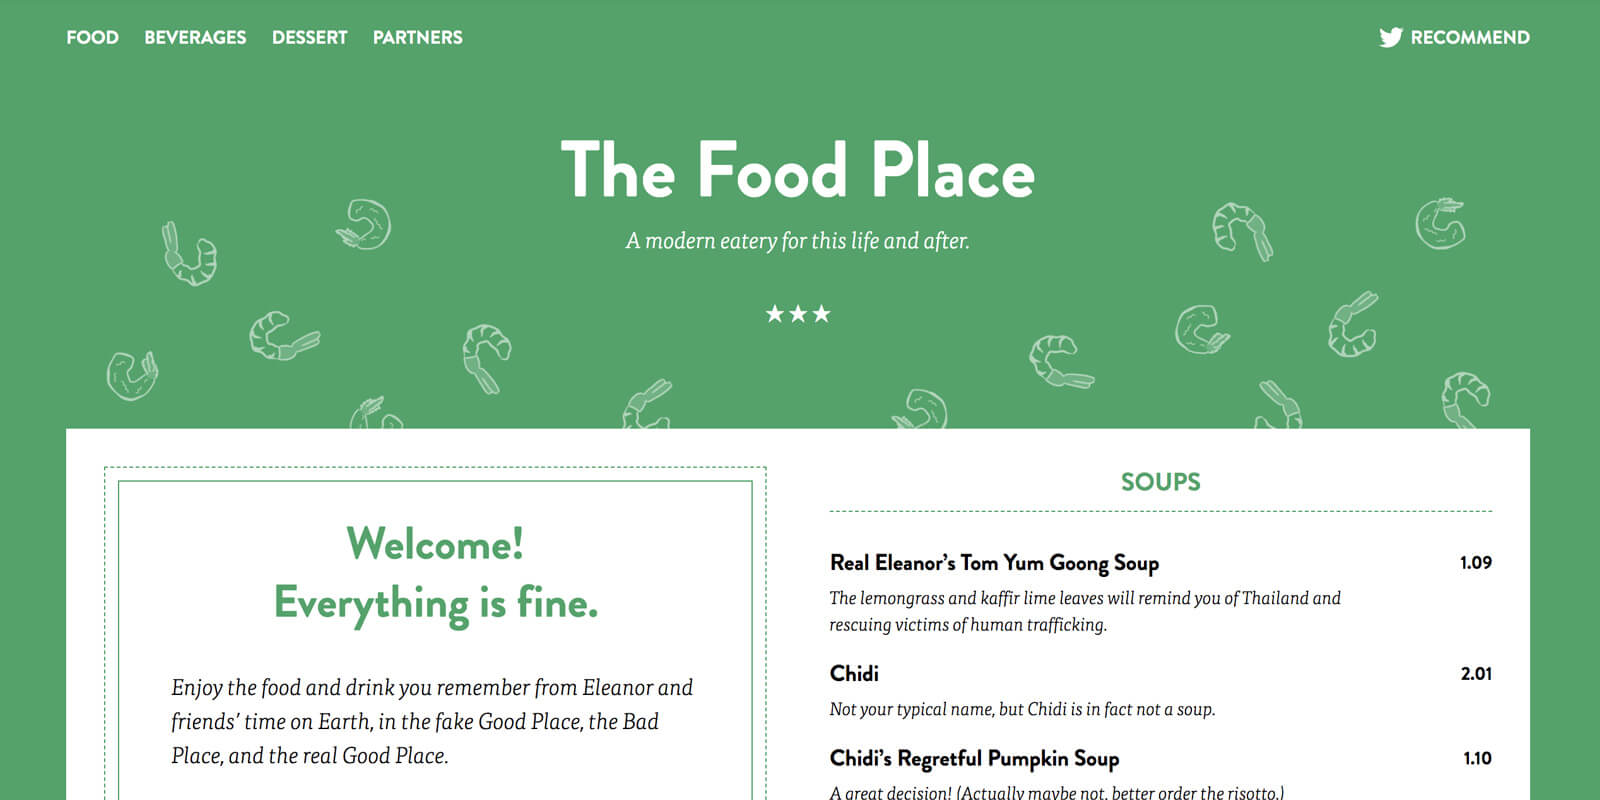 FOOD BEVERAGES DESSERT PARTNERS RECOMMEND
The Food Place
A modern eatery for this life and after.
★★★
Welcome!
Everything is fine.
Enjoy the food and drink you remember from Eleanor and
friends’ time on Earth, in the fake Good Place, the Bad
Place, and the real Good Place.
SOUPS
Real Eleanor’s Tom Yum Goong Soup 1.09
The lemongrass and kaffir lime leaves will remind you of Thailand and
rescuing victims of human trafficking.
Chidi 2.01
Not your typical name, but Chidi is in fact not a soup.
Chidi’s Regretful Pumpkin Soup 1.10
A great decision! (Actually maybe not, better order the risotto.)